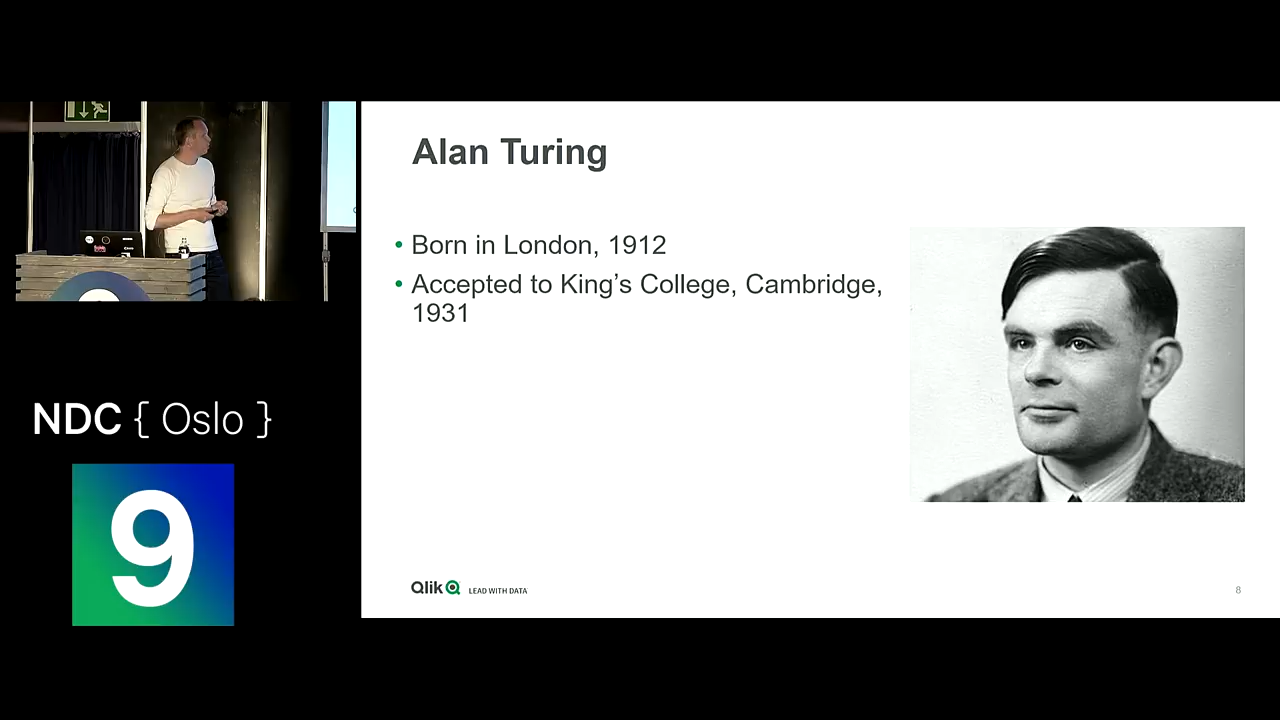 Alan Turing
• Born in London, 1912
• Accepted to King's College, Cambridge,
1931
NDC { Oslo }
9
Qlik LEAD WITH DATA
8